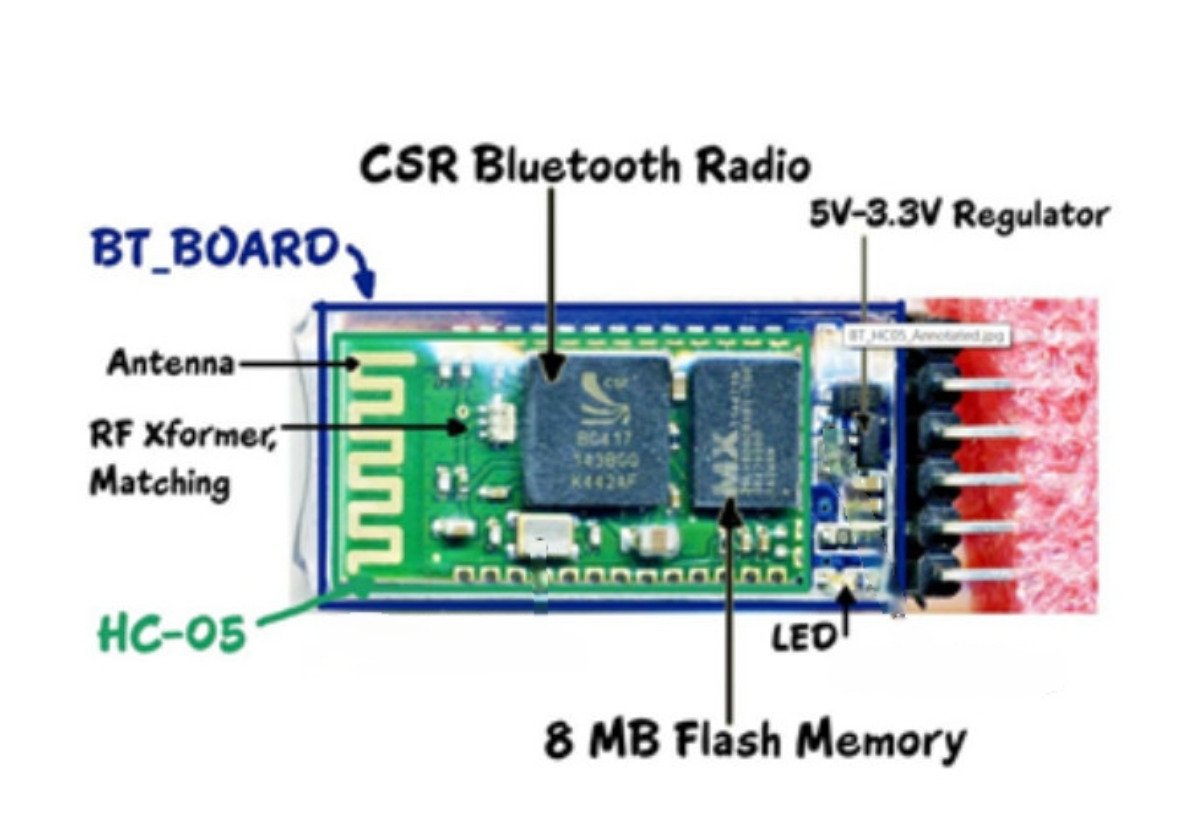 CSR Bluetooth Radio
5V-3.3V Regulator
BT_BOARD
BT_HC05_Annotated.jpg
Antenna
CSR
BC417
143BGQ
K442AF
MX
RF Xformer,
Matching
HC-05
LED
8 MB Flash Memory